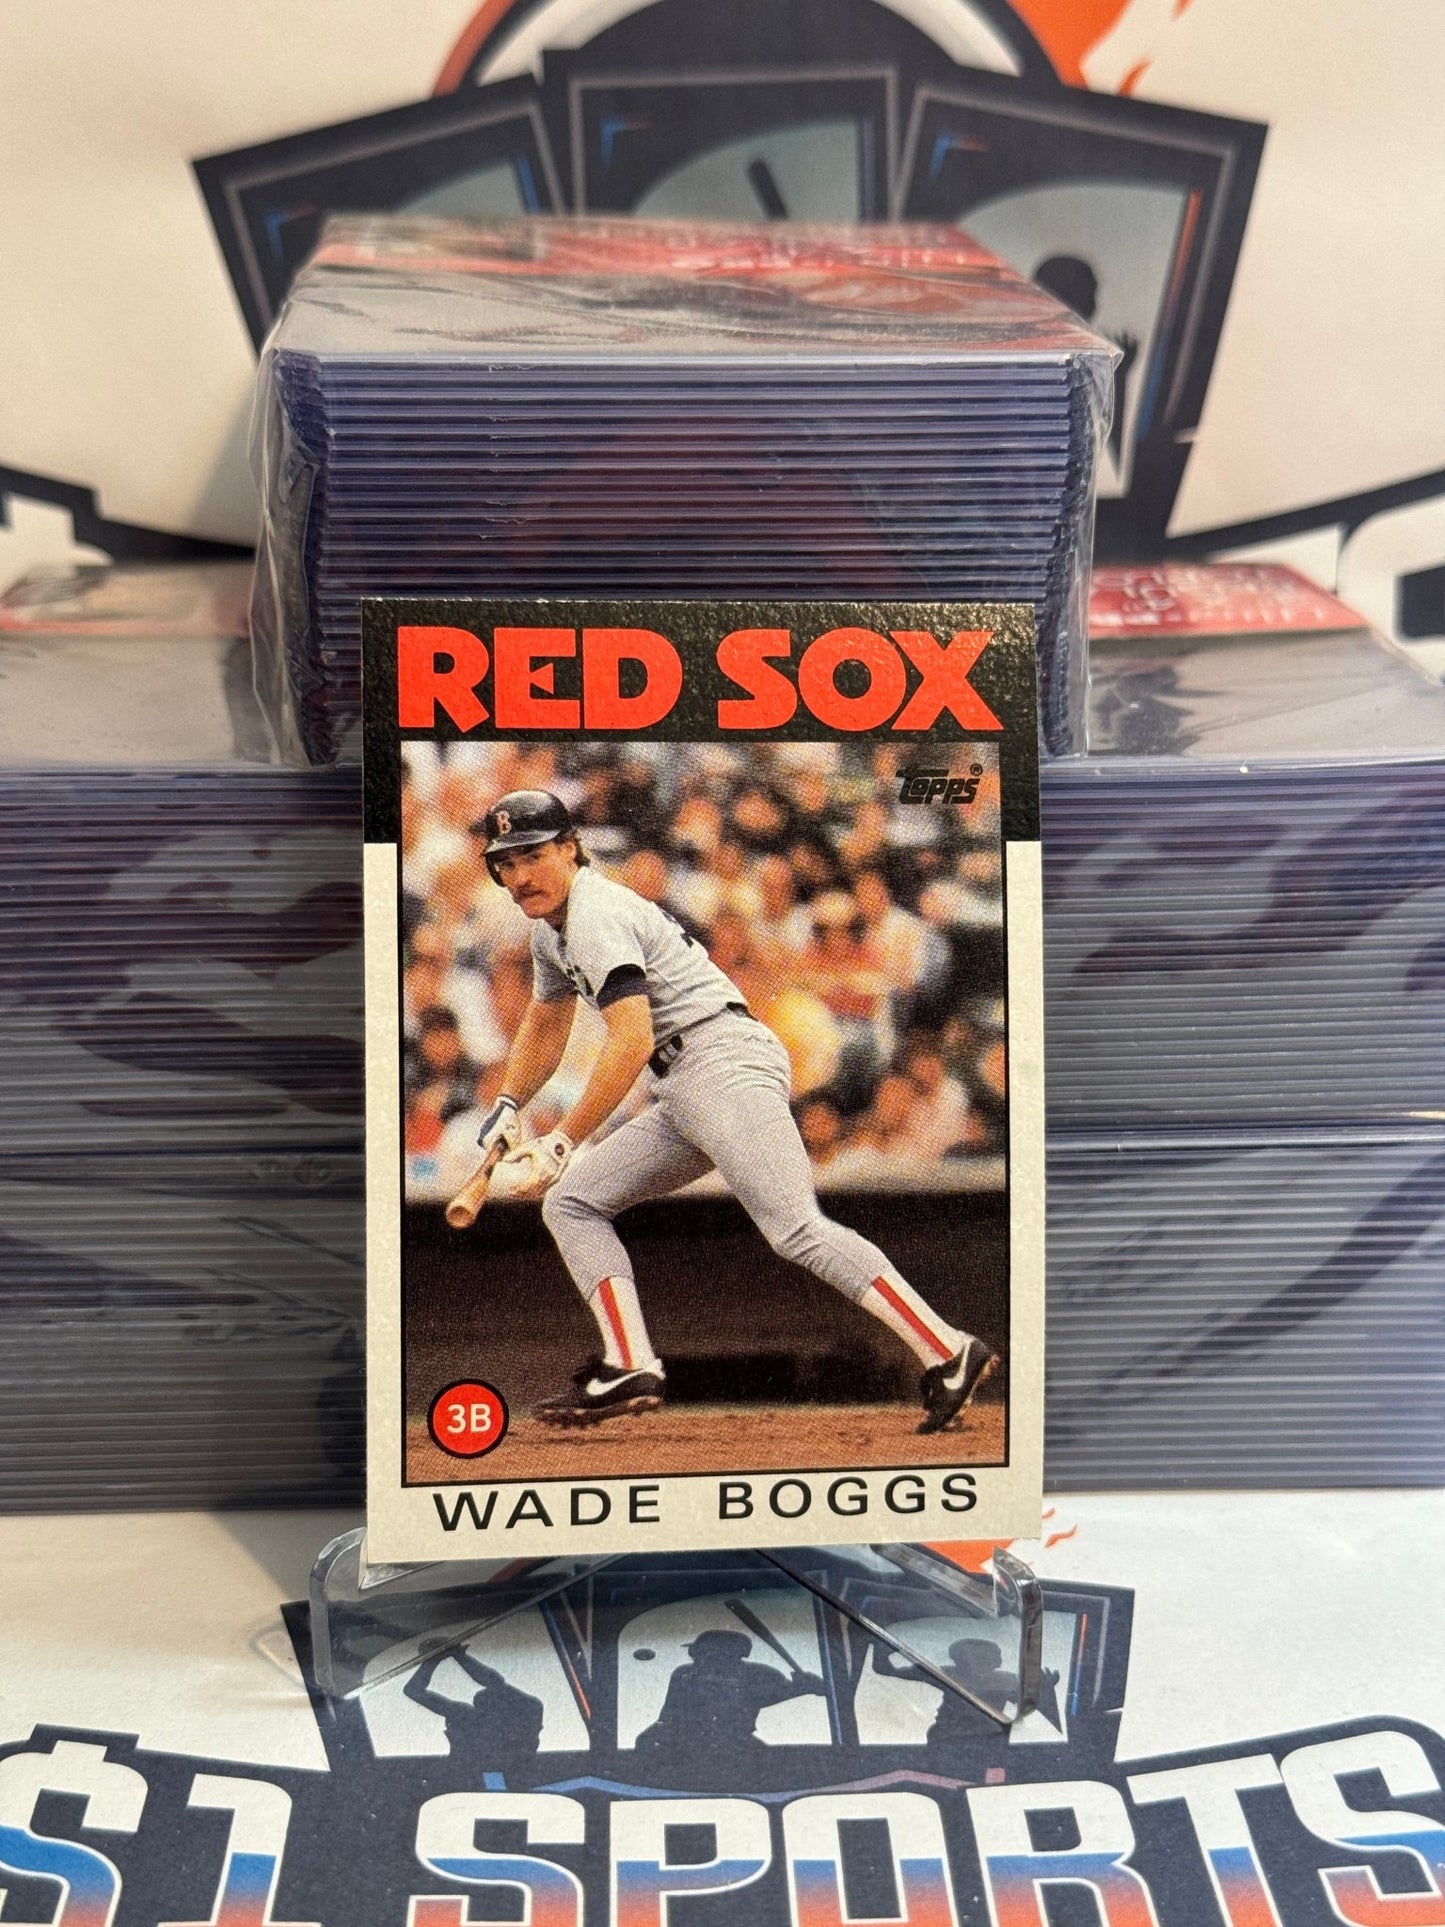 RED SOX
topps®
B
3B
WADE BOGGS
$1 SPORTS